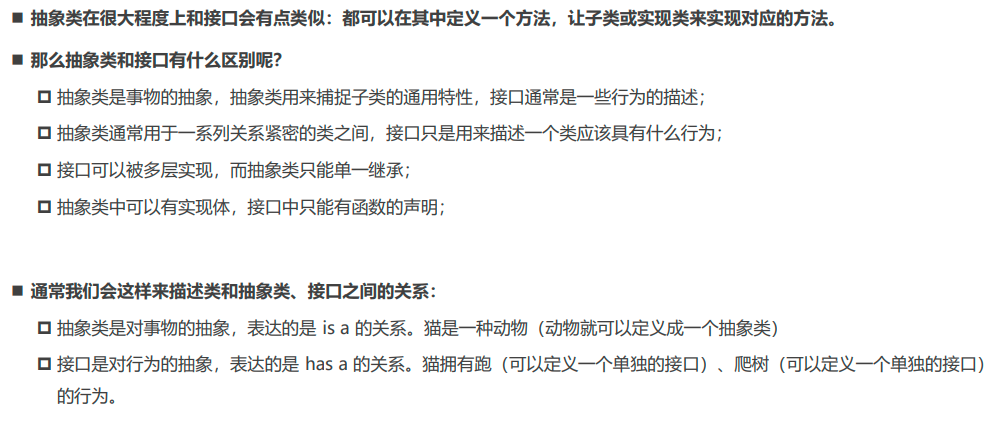 ■ 抽象类在很大程度上和接口会有点类似：都可以在其中定义一个方法，让子类或实现类来实现对应的方法。
■ 那么抽象类和接口有什么区别呢？
抽象类是事物的抽象，抽象类用来捕捉子类的通用特性，接口通常是一些行为的描述；
抽象类通常用于一系列关系紧密的类之间，接口只是用来描述一个类应该具有什么行为；
接口可以被多层实现，而抽象类只能单一继承；
抽象类中可以有实现体，接口中只能有函数的声明；
■ 通常我们会这样来描述类和抽象类、接口之间的关系：
抽象类是对事物的抽象，表达的是 is a 的关系。猫是一种动物（动物就可以定义成一个抽象类）
接口是对行为的抽象，表达的是 has a 的关系。猫拥有跑（可以定义一个单独的接口）、爬树（可以定义一个单独的接口）
的行为。